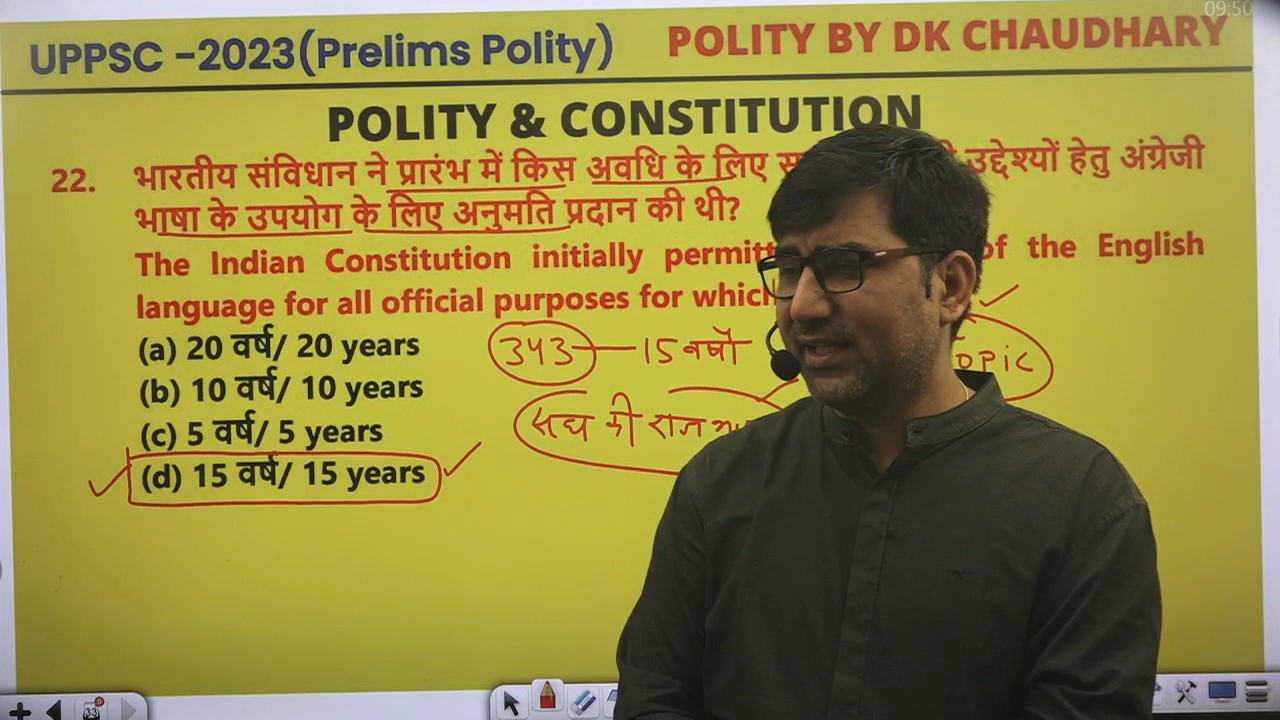 09:50
UPPSC -2023(Prelims Polity)
POLITY BY DK CHAUDHARY
POLITY & CONSTITUTION
22. भारतीय संविधान ने प्रारंभ में किस अवधि के लिए उद्देश्यों हेतु अंग्रेजी
भाषा के उपयोग के लिए अनुमति प्रदान की थी?
The Indian Constitution initially of the English
language for all official purposes for
(a) 20 वर्ष/ 20 years
(b) 10 वर्ष/ 10 years
(c) 5 वर्ष/ 5 years
(d) 15 वर्ष/ 15 years
343 — 15 वर्षो
संघ की
33